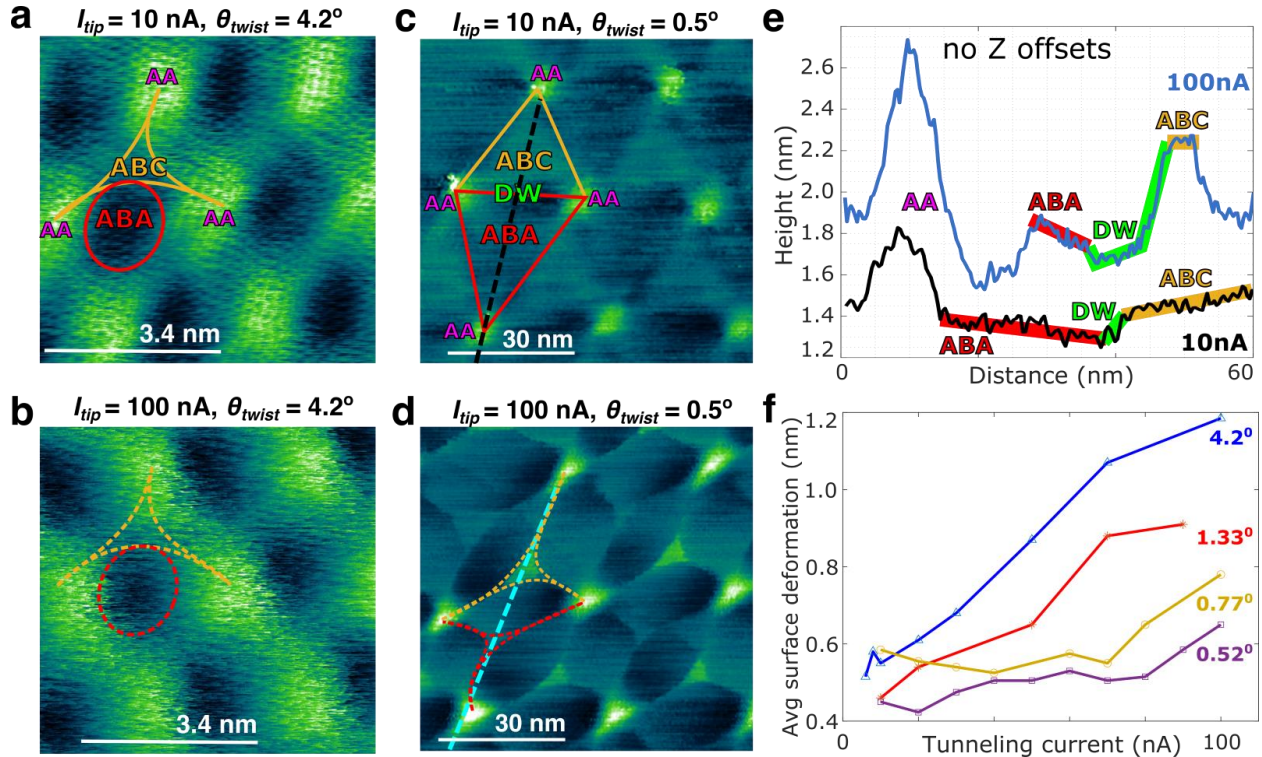 a
I_tip = 10 nA, θ_twist = 4.2°
AA
ABC
ABA
AA
AA
3.4 nm
b
I_tip = 100 nA, θ_twist = 4.2°
3.4 nm
c
I_tip = 10 nA, θ_twist = 0.5°
AA
ABC
AA
DW
AA
ABA
AA
30 nm
d
I_tip = 100 nA, θ_twist = 0.5°
30 nm
e
no Z offsets
2.6
2.4
2.2
2.0
1.8
1.6
1.4
1.2
Height (nm)
100nA
ABC
AA
ABA
DW
ABC
DW
ABA
10nA
0
Distance (nm)
60
f
1.2
1.0
0.8
0.6
0.4
Avg surface deformation (nm)
4.2⁰
1.33⁰
0.77⁰
0.52⁰
0
Tunneling current (nA)
100